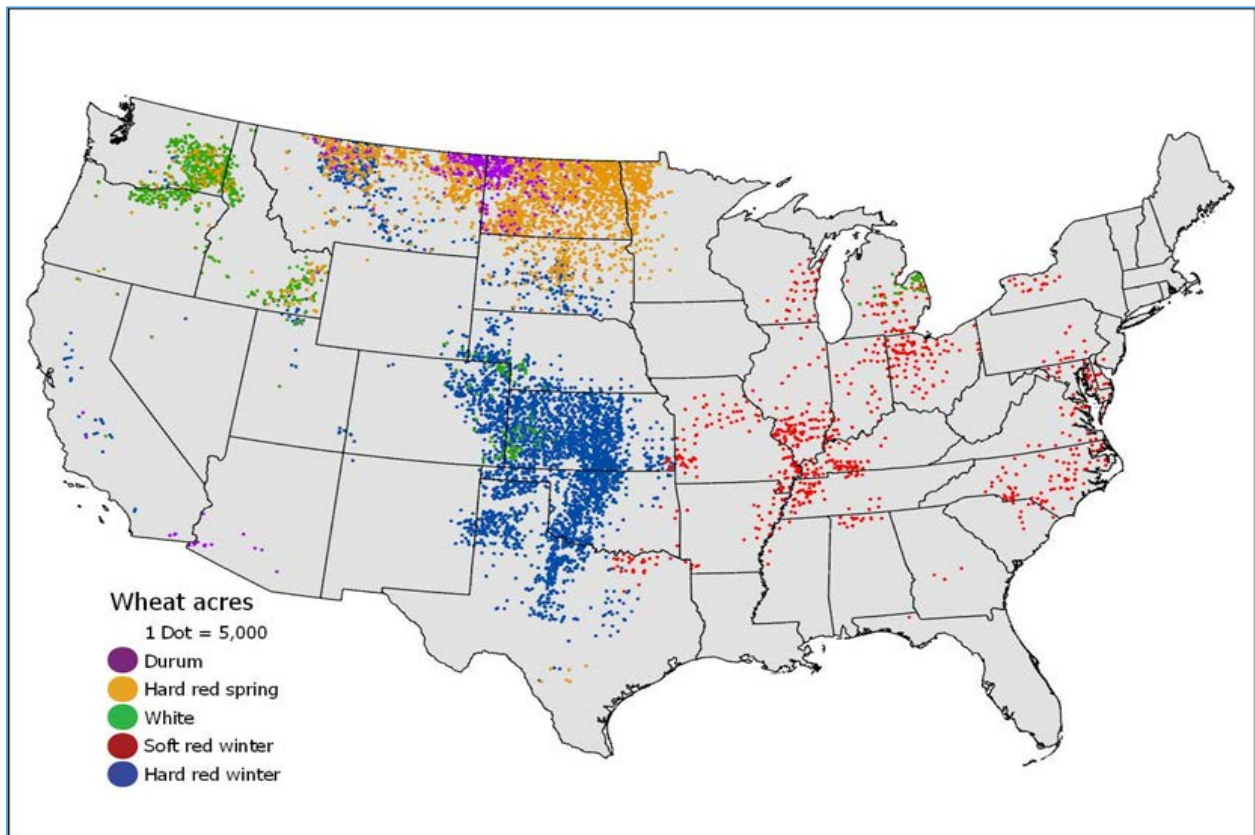 Wheat acres
1 Dot = 5,000
Durum
Hard red spring
White
Soft red winter
Hard red winter